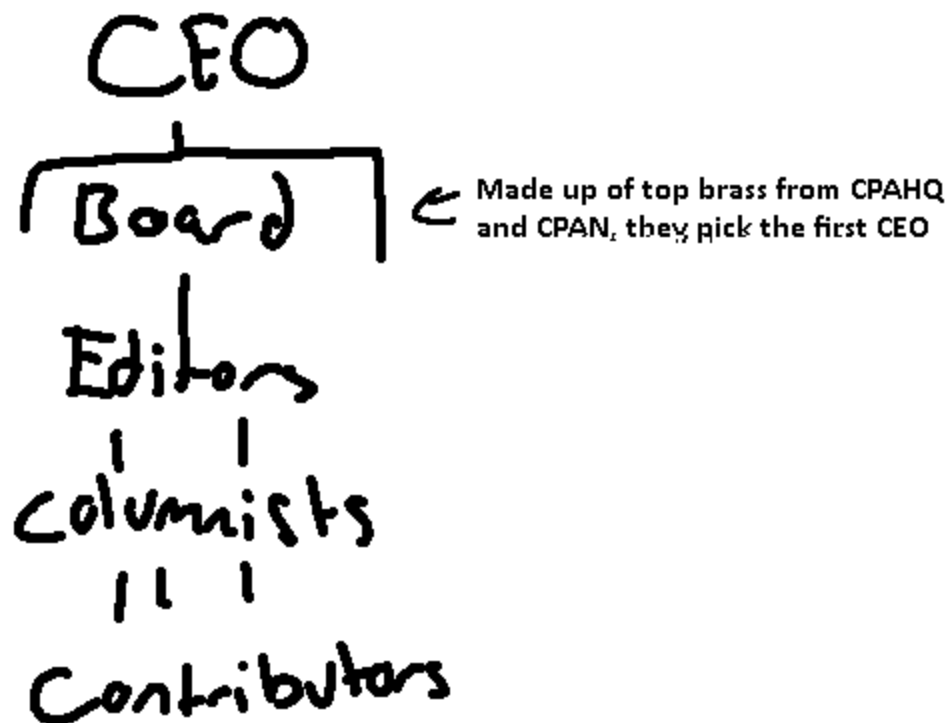 CEO
Board
Made up of top brass from CPAHQ
and CPAN, they pick the first CEO
Editors
Columnists
Contributors